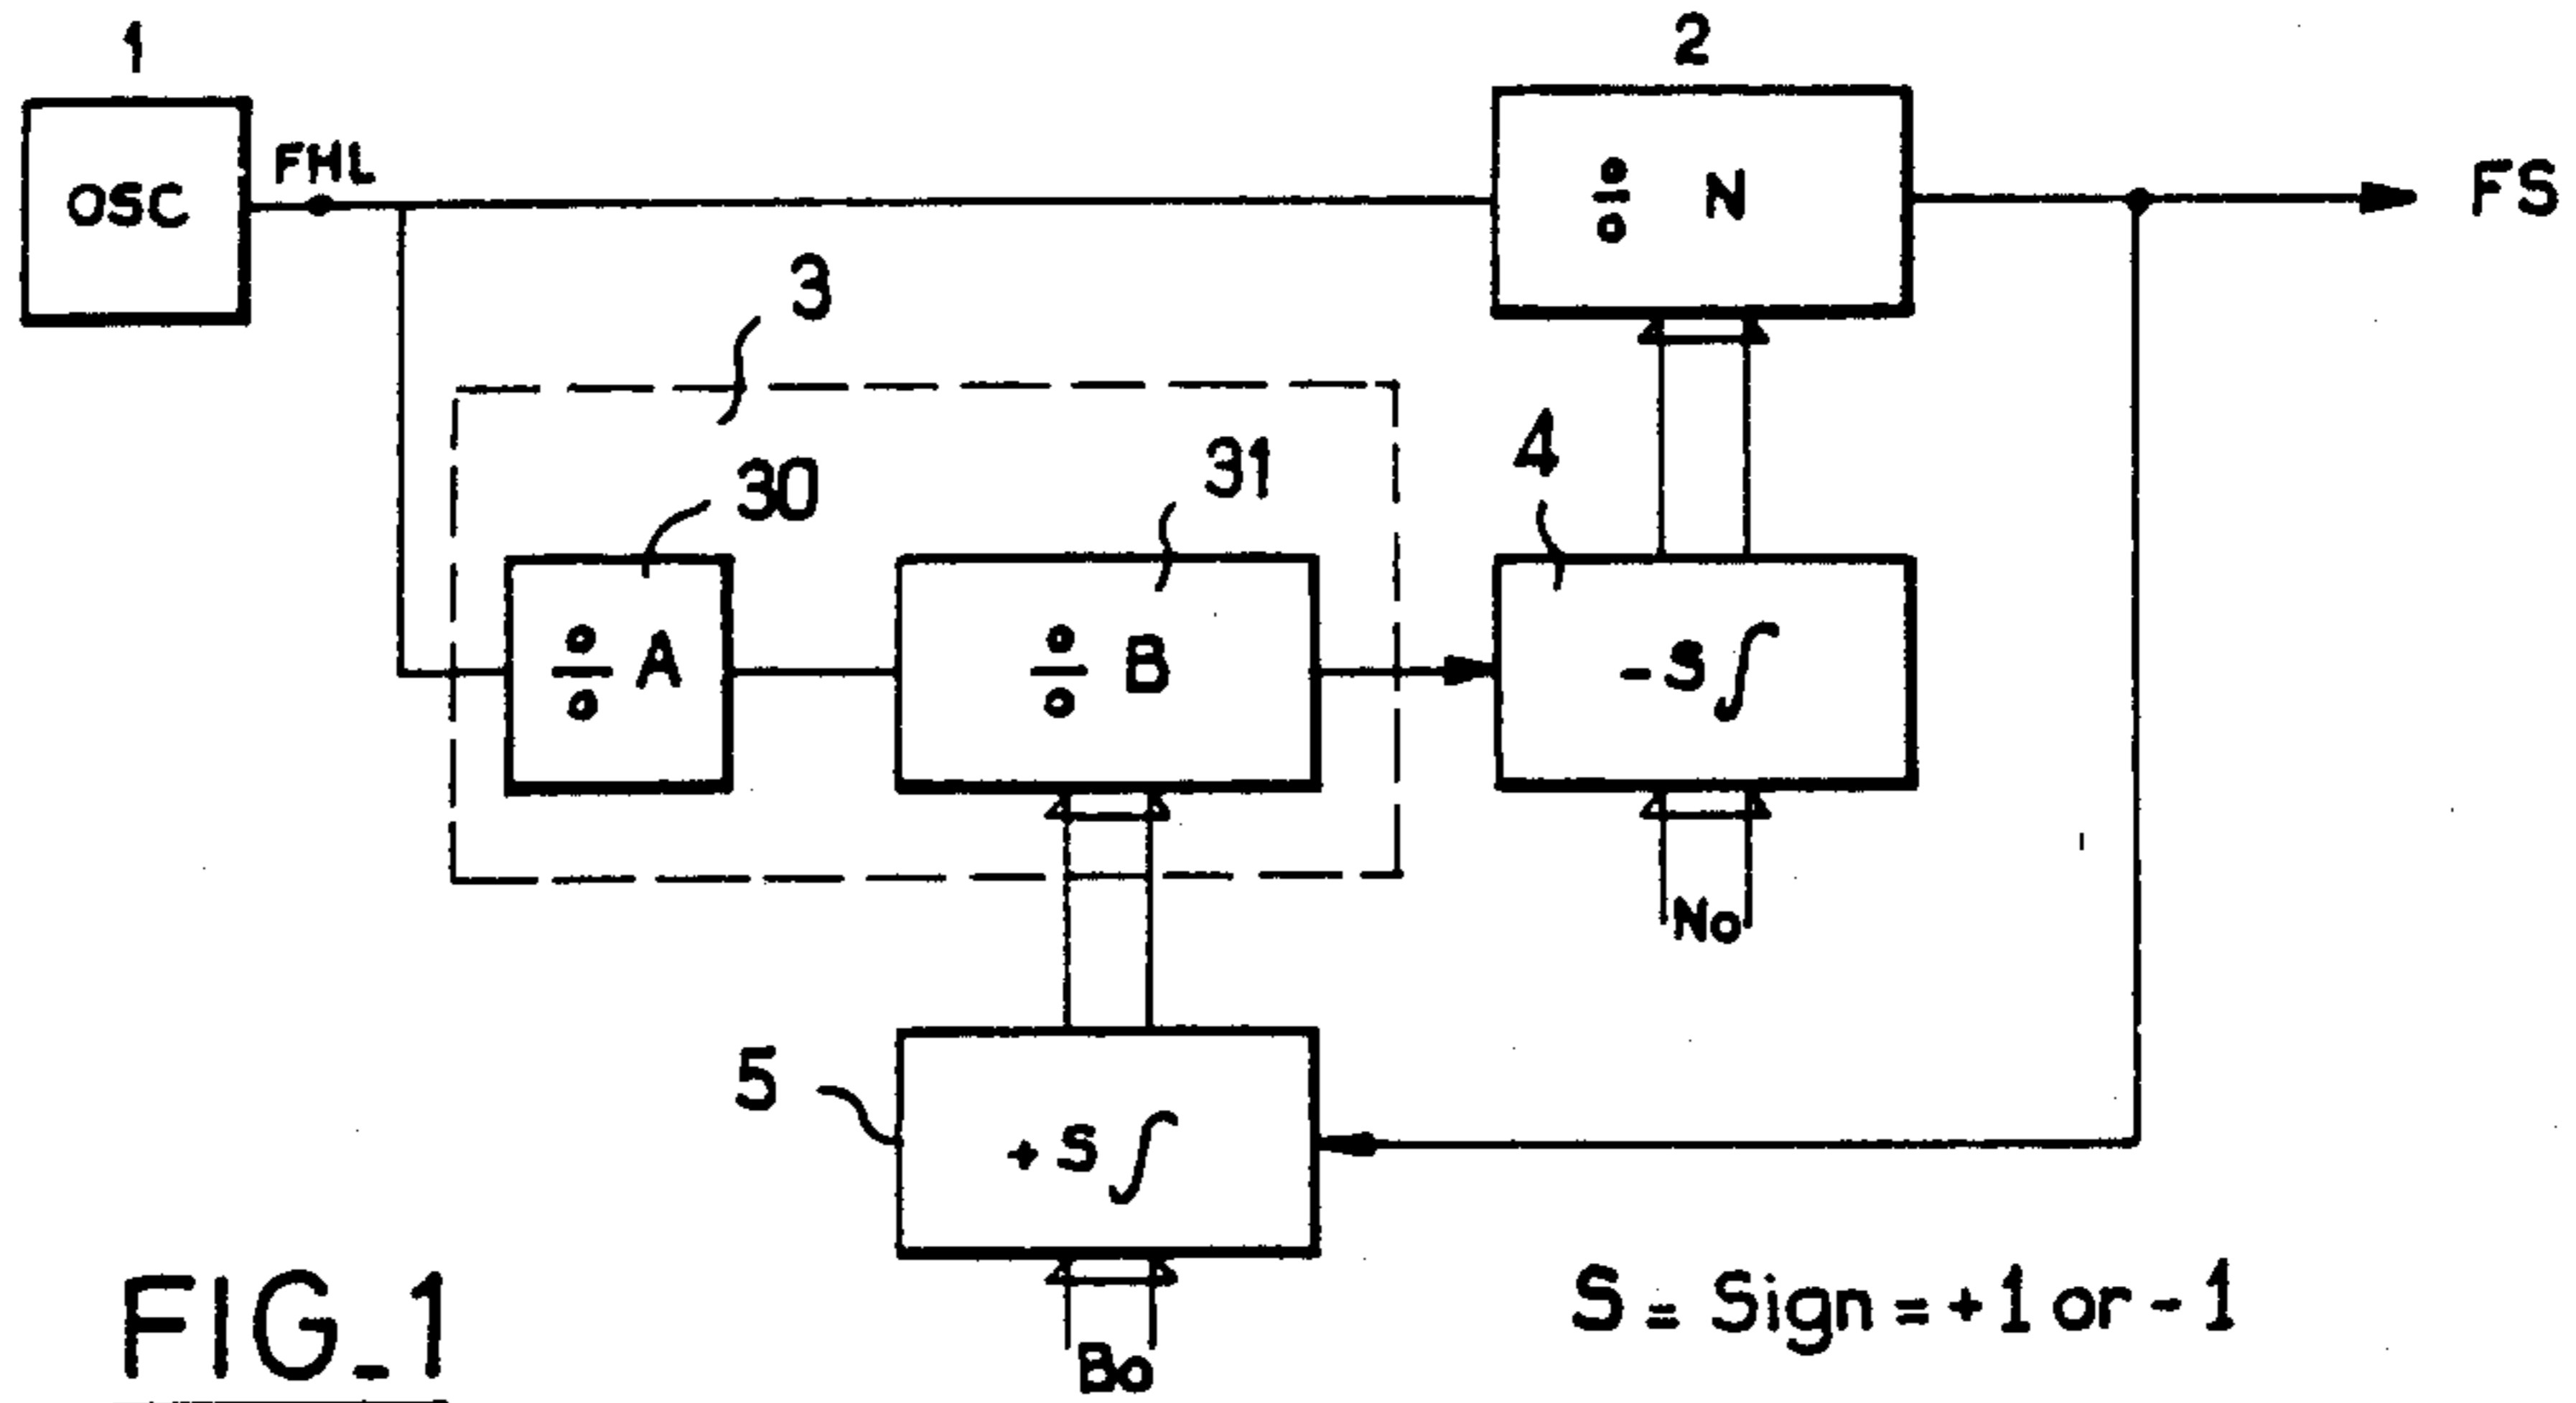 1
2
OSC
FHL
÷ N
FS
3
30
31
4
÷ A
÷ B
- S∫
No
5
+ S∫
Bo
S = Sign = +1 or - 1
FIG_1